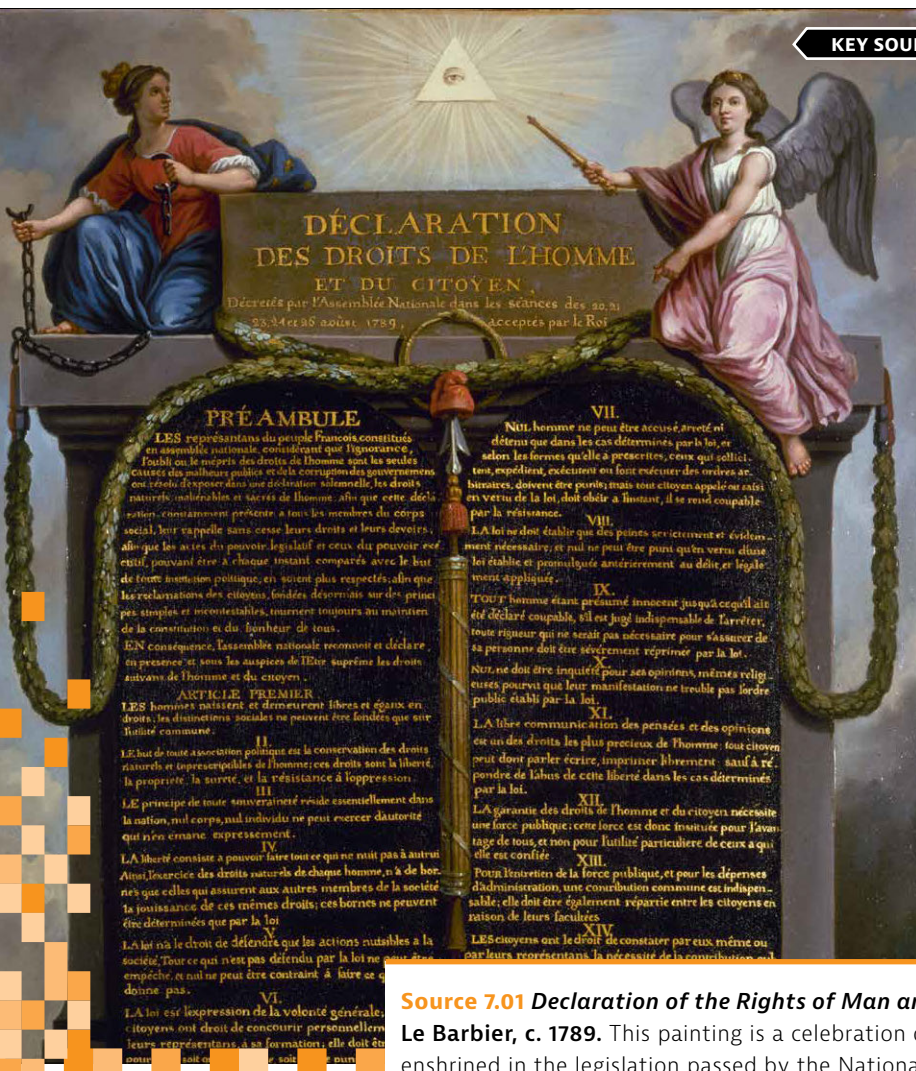 KEY SOU
DÉCLARATION
DES DROITS DE L'HOMME
ET DU CITOYEN,
Décretés par l'Assemblée Nationale dans les séances des 20, 21
23, 24 et 26 août 1789, acceptés par le Roi
PRÉAMBULE
LES représantans du peuple Francois, constitués
en assemblée nationale, considérant que l'ignorance,
l'oubli ou le mépris des droits de l'homme sont les seules
causes des malheurs publics et de la corruption des gouvernemens
ont résolu d'exposer dans une déclaration solemnelle, les droits
naturels, inaliénables et sacrés de l'homme, afin que cette décla
ration, constamment présente a tous les membres du corps
social, leur rappelle sans cesse leurs droits et leurs devoirs,
afin que les actes du pouvoir legislatif et ceux du pouvoir exé
cutif, pouvant être a chaque instant comparés avec le but
de toute institution politique, en soient plus respectés; afin que
les reclamations des citoyens, fondées désormais sur des princi
pes simples et incontestables, tournent toujours au maintien
de la constitution et du bonheur de tous.
EN conséquence, l'assemblée nationale reconnoit et déclare
en presence et sous les auspices de l'Etre suprême les droits
suivans de l'homme et du citoyen.
ARTICLE PREMIER
LES hommes naissent et demeurent libres et égaux en
droits, les distinctions sociales ne peuvent être fondées que sur
l'utilité commune.
II.
LE but de toute association politique est la conservation des droits
naturels et inprescriptibles de l'homme; ces droits sont la liberté,
la propriété, la sureté, et la résistance à l'oppression.
III.
LE principe de toute souveraineté réside essentiellement dans
la nation, nul corps, nul individu ne peut exercer d'autorité
qui n'en émane expressement.
IV.
LA liberté consiste a pouvoir faire tout ce qui ne nuit pas à autrui
Ainsi, l'exercice des droits naturels de chaque homme, n'a de bor
nes que celles qui assurent aux autres membres de la société
la jouissance de ces mêmes droits; ces bornes ne peuvent
être déterminées que par la loi
V.
LA loi n'a le droit de défendre que les actions nuisibles a la
société. Tout ce qui n'est pas défendu par la loi ne peut être
empêché, et nul ne peut être contraint à faire ce
donne pas.
VI.
LA loi est l'expression de la volonté générale;
citoyens ont droit de concourir personnellem
leurs représentans, à sa formation; elle doit êt
pour soit soit
VII.
NUL homme ne peut être accusé, arreté ni
détenu que dans les cas déterminés par la loi, et
selon les formes qu'elle a prescrites, ceux qui sollici
tent, expédient, exécutent ou font exécuter des ordres ar
bitraires, doivent être punis; mais tout citoyen appelé ou saisi
en vertu de la loi, doit obéir a l'instant, il se rend coupable
par la résistance.
VIII.
LA loi ne doit établir que des peines strictement et évidem
ment nécessaire, et nul ne peut être puni qu'en vertu d'une
loi établie et promulguée antérierement au délit, et légale
ment appliquée.
IX.
TOUT homme étant présumé innocent jusqu'a ce qu'il ait
été déclaré coupable, s'il est jugé indispensable de l'arrêter,
toute rigueur qui ne serait pas nécessaire pour s'assurer de
sa personne doit être sévèrement réprimée par la loi.
X.
NUL ne doit être inquiété pour ses opinions, mêmes religi
euses pourvu que leur manifestation ne trouble pas l'ordre
public établi par la loi.
XI.
LA libre communication des pensées et des opinions
est un des droits les plus precieux de l'homme; tout citoyen
peut dont parler écrire, imprimer librement: sauf à ré
pondre de l'abus de cette liberté dans les cas déterminés
par la loi.
XII.
LA garantie des droits de l'homme et du citoyen nécessite
une force publique; cette force est donc instituée pour l'avan
tage de tous, et non pour l'utilité particuliere de ceux a qui
elle est confiée.
XIII.
POUR l'entretien de la force publique, et pour les dépenses
d'administration, une contribution commune est indispen
sable; elle doit être également répartie entre les citoyens en
raison de leurs facultées
XIV.
LES citoyens ont le droit de constater par eux même ou
par leurs représentans, la nécessité de la contribution
Source 7.01 Declaration of the Rights of Man a
Le Barbier, c. 1789. This painting is a celebration
enshrined in the legislation passed by the Nationa